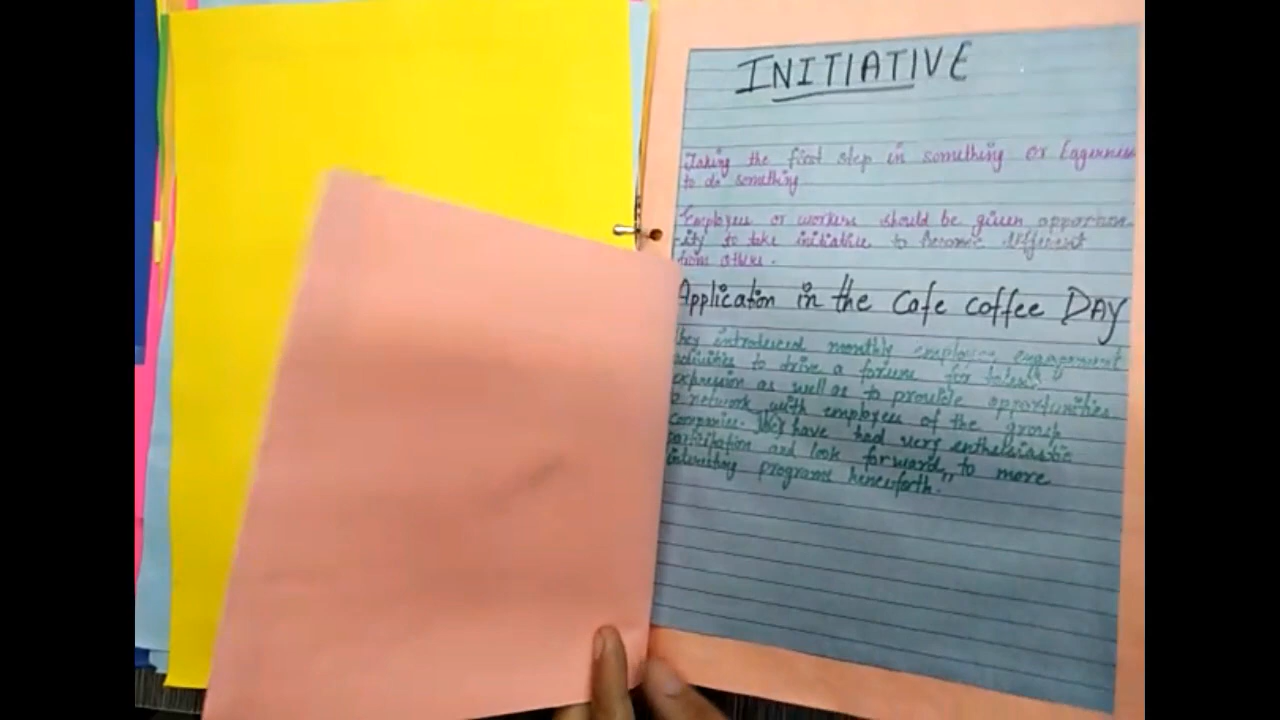 INITIATIVE
Taking the first step in something or Eagerness
to do something
Employees or workers should be given opportun-
-ity to take initiative to become different
from others.
Application in the Cafe coffee DAY
They introduced monthly employee engagement
activities to drive a forum for talent
expression as well as to provide opportunities
to network with employees of the group
companies. They have had very enthusiastic
participation and look forward to more
interesting programs henceforth."